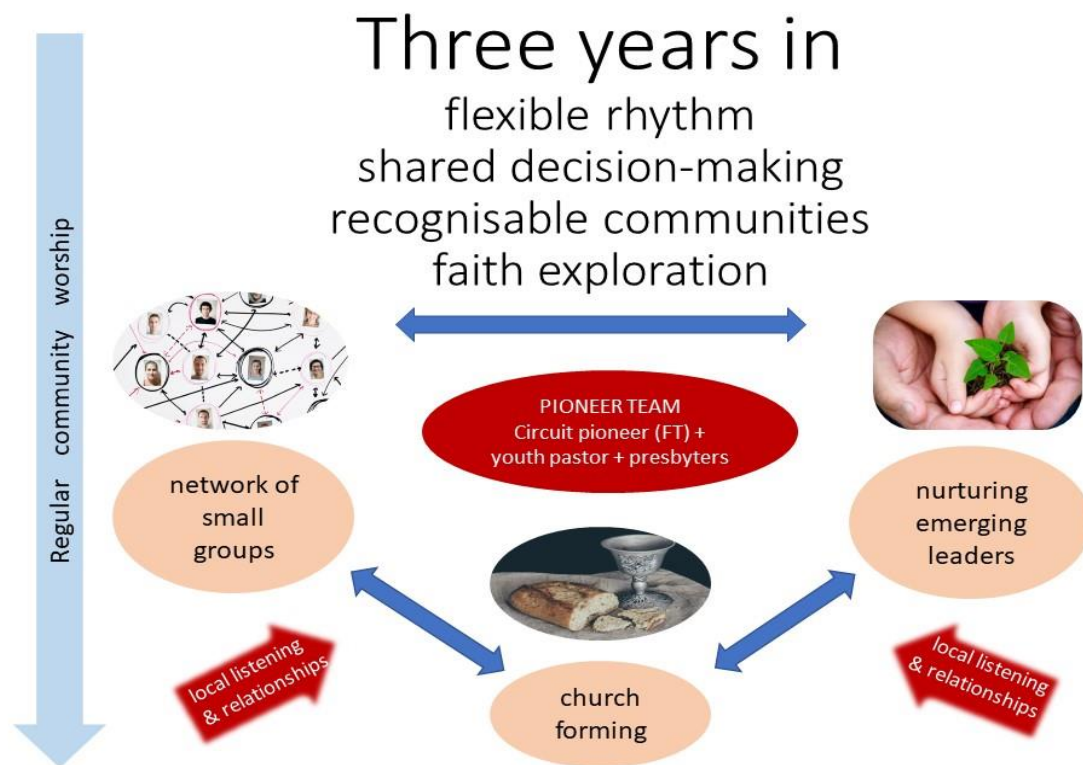 Three years in
flexible rhythm
shared decision-making
recognisable communities
faith exploration
Regular community worship
PIONEER TEAM
Circuit pioneer (FT) +
youth pastor + presbyters
network of
small
groups
nurturing
emerging
leaders
local listening
& relationships
church
forming
local listening
& relationships